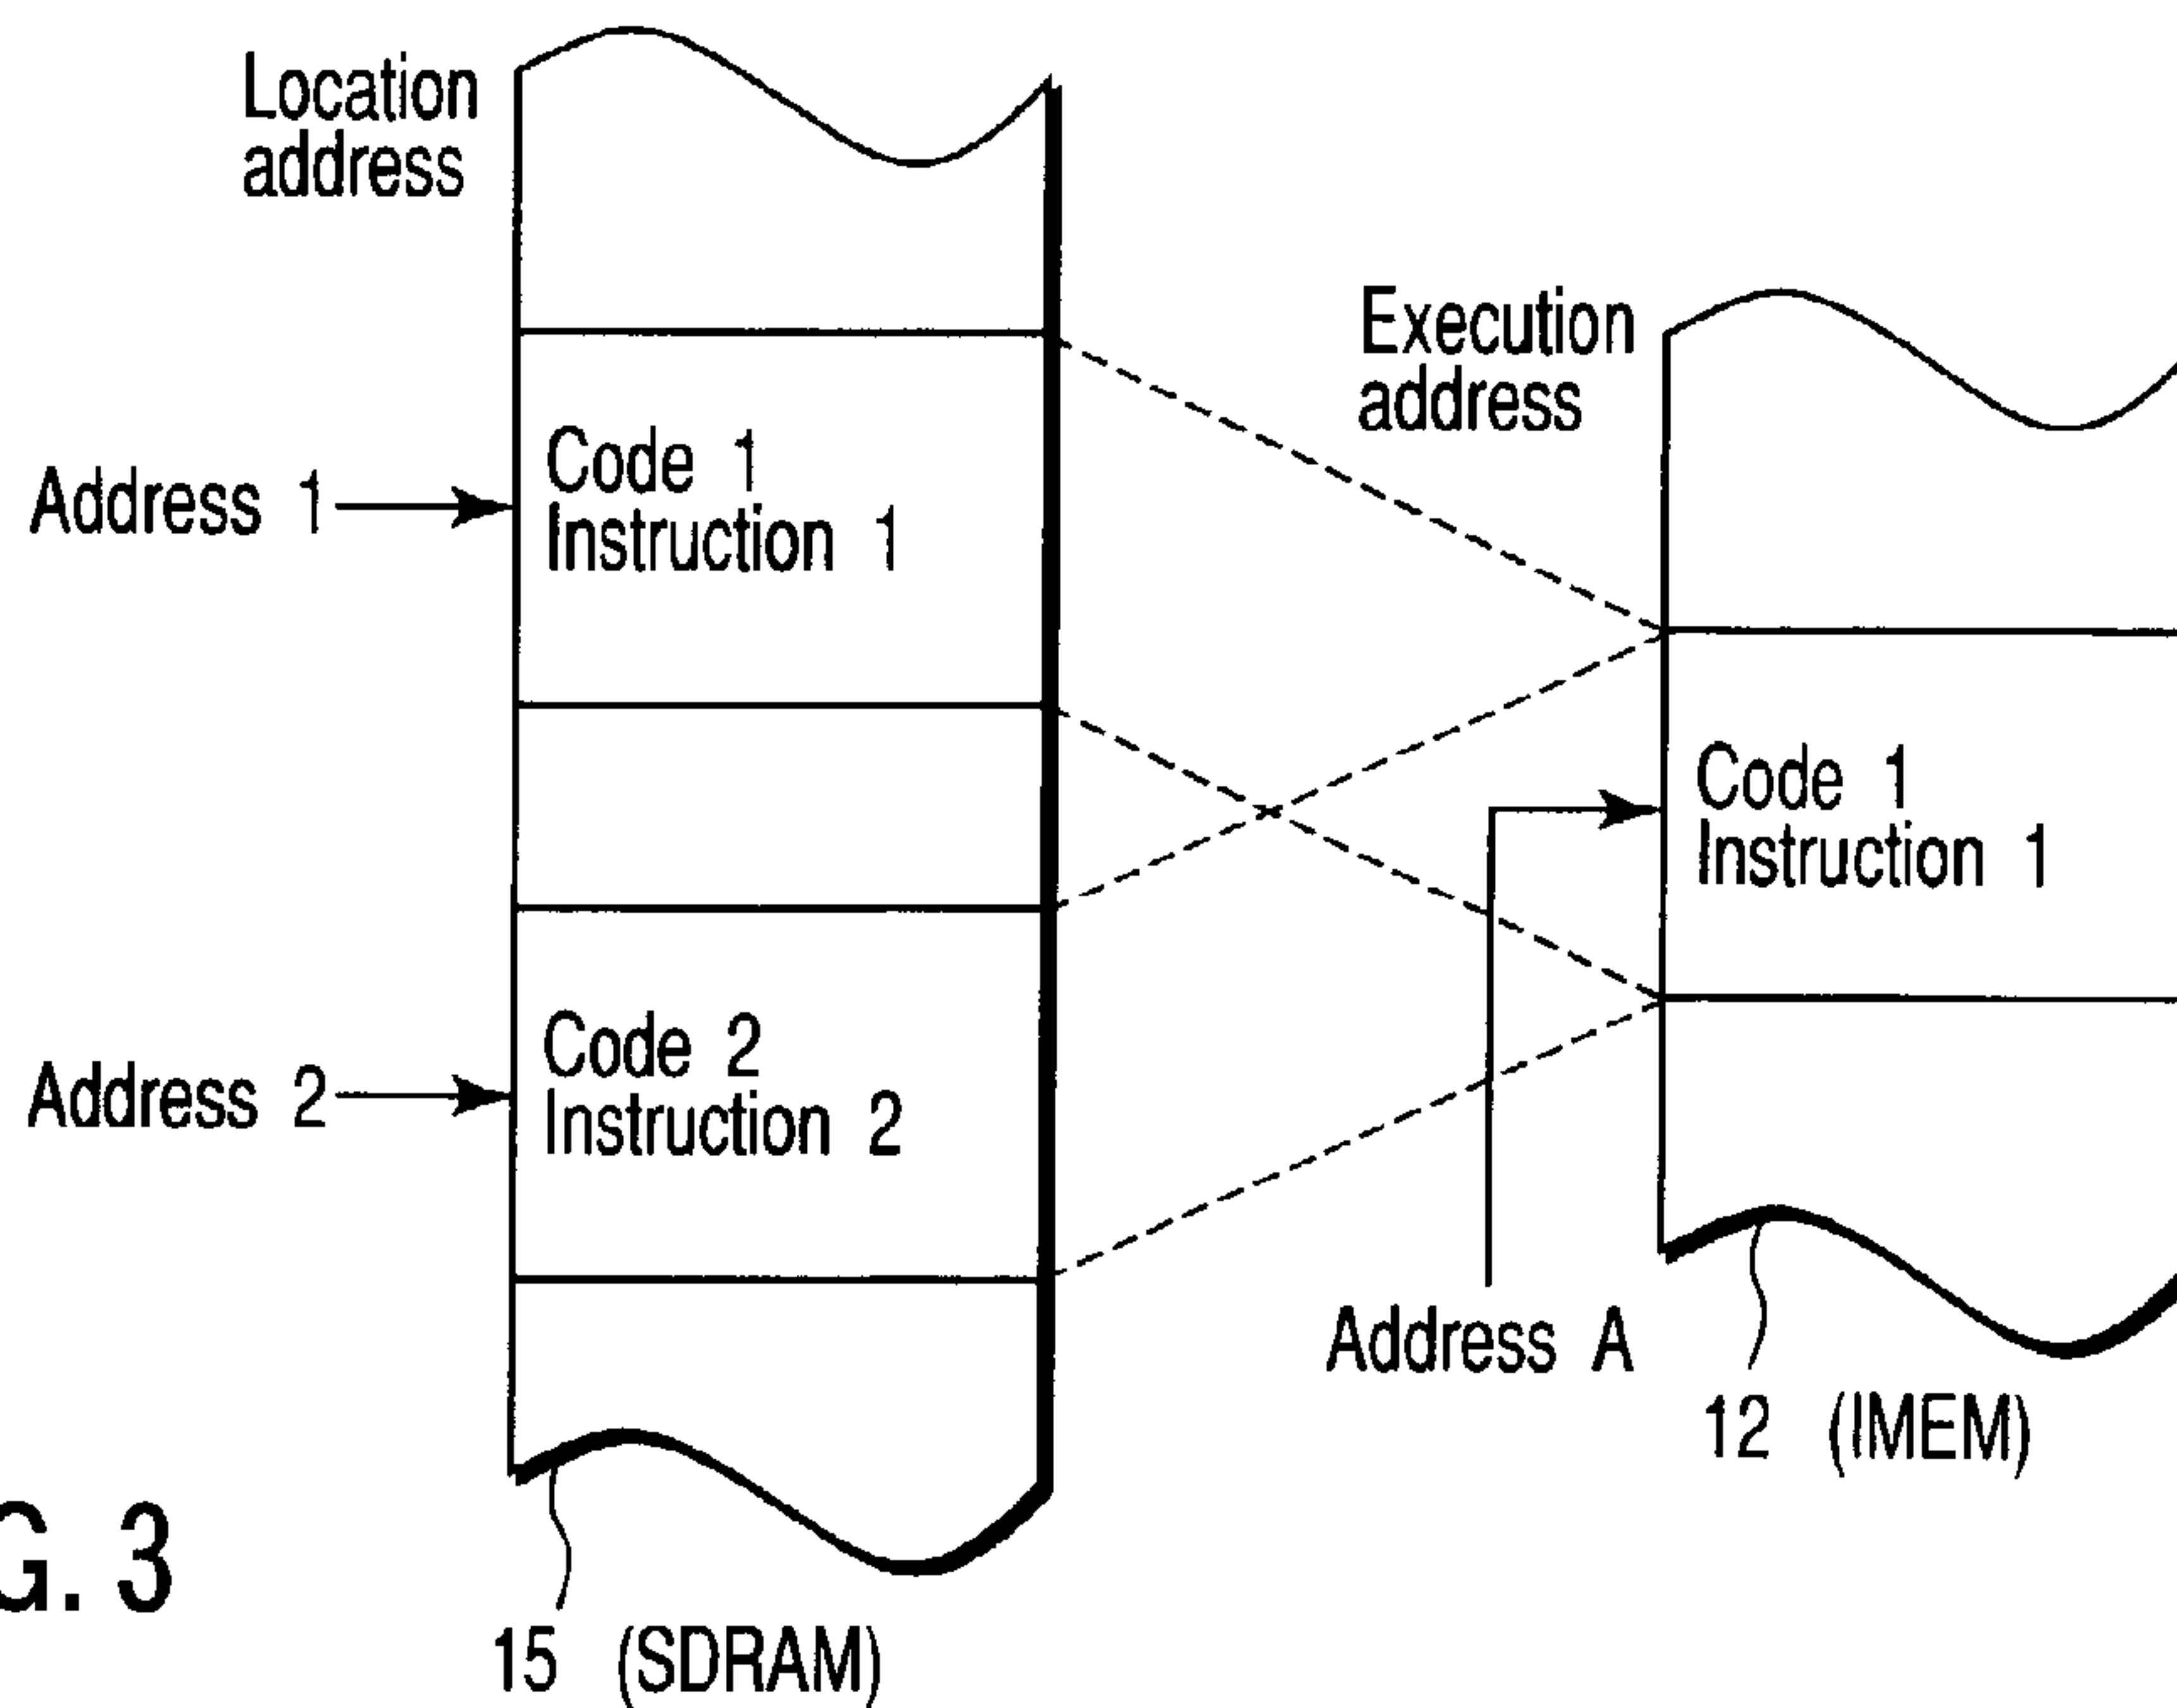 Location
address
Execution
address
Address 1
Code 1
Instruction 1
Code 1
Instruction 1
Address 2
Code 2
Instruction 2
Address A
12 (IMEM)
G. 3
15 (SDRAM)